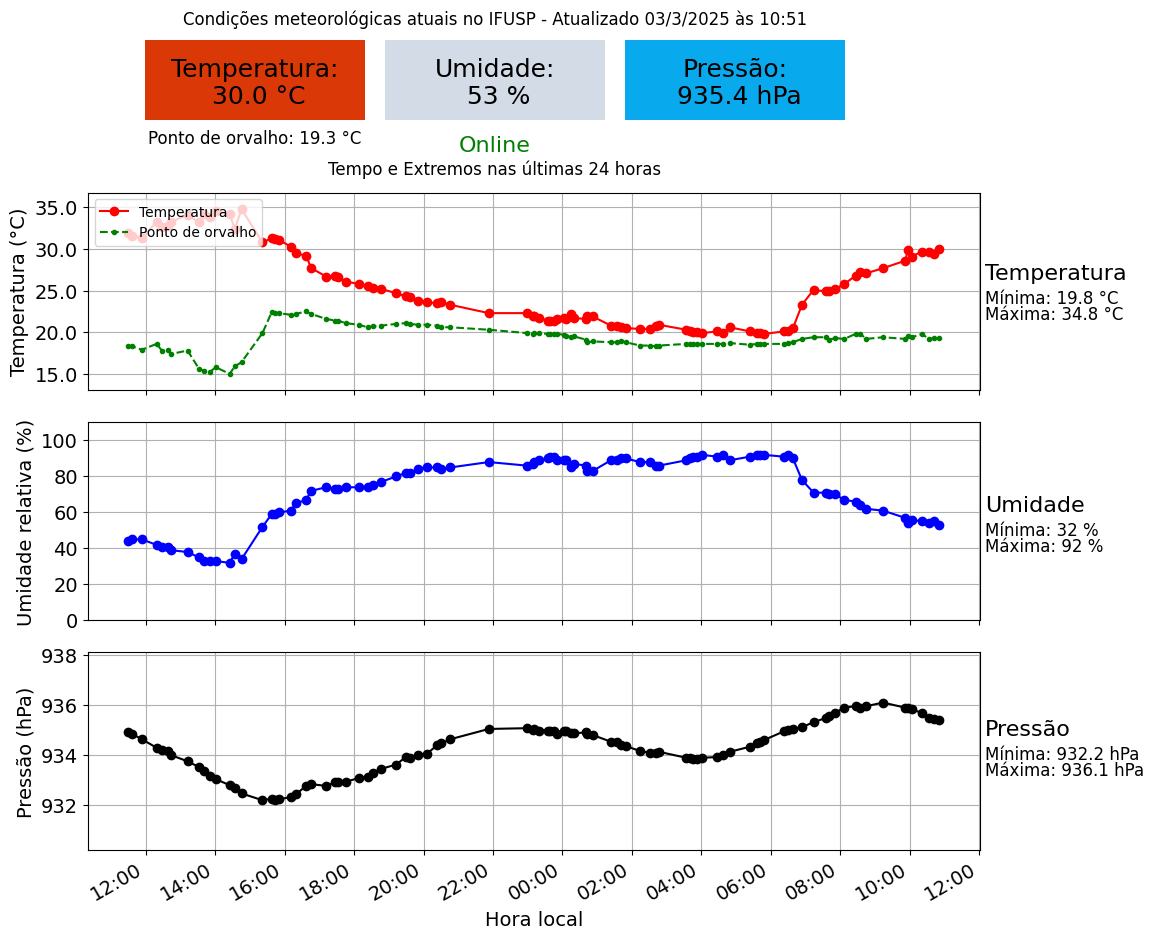 Condições meteorológicas atuais no IFUSP - Atualizado 03/3/2025 às 10:51
Temperatura:
30.0 °C
Umidade:
53 %
Pressão:
935.4 hPa
Ponto de orvalho: 19.3 °C
Online
Tempo e Extremos nas últimas 24 horas
Temperatura (°C)
35.0
30.0
25.0
20.0
15.0
Temperatura
Ponto de orvalho
Temperatura
Mínima: 19.8 °C
Máxima: 34.8 °C
Umidade relativa (%)
100
80
60
40
20
0
Umidade
Mínima: 32 %
Máxima: 92 %
Pressão (hPa)
938
936
934
932
Pressão
Mínima: 932.2 hPa
Máxima: 936.1 hPa
12:00 14:00 16:00 18:00 20:00 22:00 00:00 02:00 04:00 06:00 08:00 10:00 12:00
Hora local